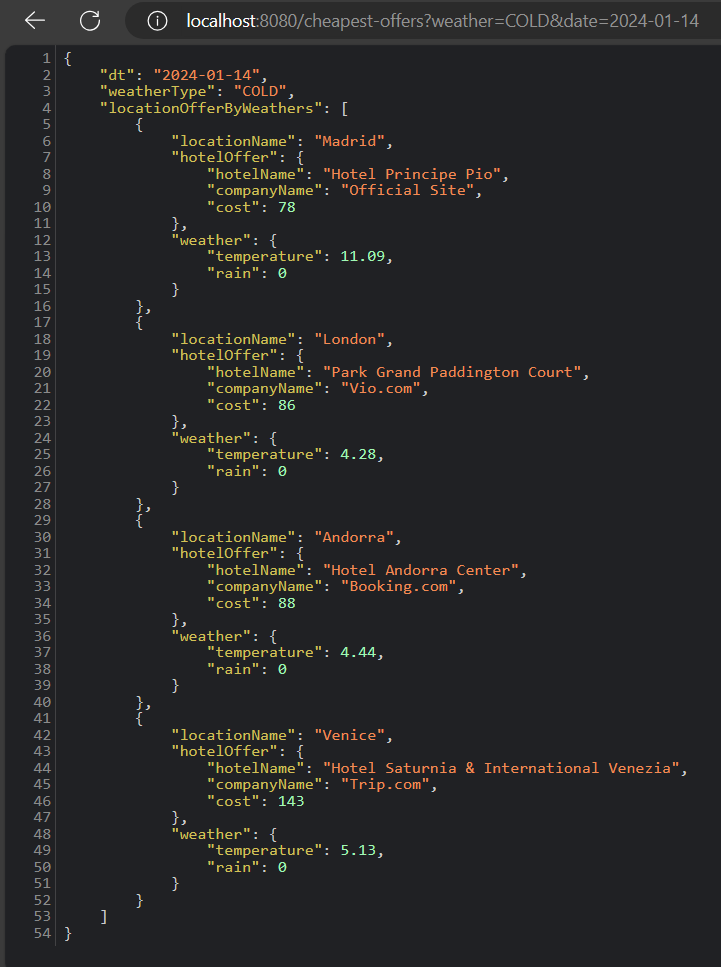 localhost:8080/cheapest-offers?weather=COLD&date=2024-01-14
1 {
2     "dt": "2024-01-14",
3     "weatherType": "COLD",
4     "locationOfferByWeathers": [
5         {
6             "locationName": "Madrid",
7             "hotelOffer": {
8                 "hotelName": "Hotel Principe Pio",
9                 "companyName": "Official Site",
10                 "cost": 78
11             },
12             "weather": {
13                 "temperature": 11.09,
14                 "rain": 0
15             }
16         },
17         {
18             "locationName": "London",
19             "hotelOffer": {
20                 "hotelName": "Park Grand Paddington Court",
21                 "companyName": "Vio.com",
22                 "cost": 86
23             },
24             "weather": {
25                 "temperature": 4.28,
26                 "rain": 0
27             }
28         },
29         {
30             "locationName": "Andorra",
31             "hotelOffer": {
32                 "hotelName": "Hotel Andorra Center",
33                 "companyName": "Booking.com",
34                 "cost": 88
35             },
36             "weather": {
37                 "temperature": 4.44,
38                 "rain": 0
39             }
40         },
41         {
42             "locationName": "Venice",
43             "hotelOffer": {
44                 "hotelName": "Hotel Saturnia & International Venezia",
45                 "companyName": "Trip.com",
46                 "cost": 143
47             },
48             "weather": {
49                 "temperature": 5.13,
50                 "rain": 0
51             }
52         }
53     ]
54 }